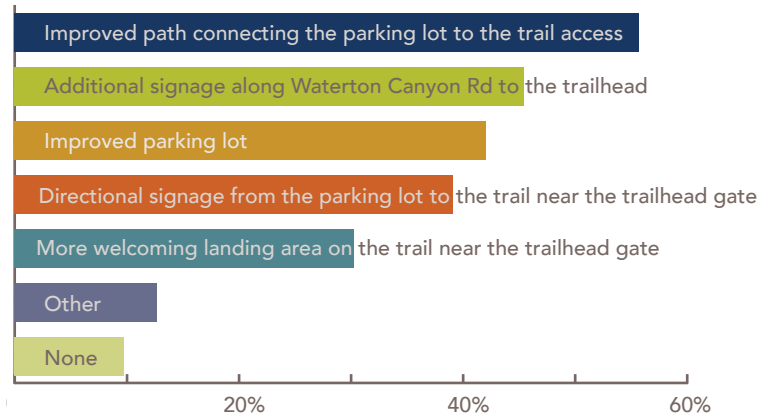 Improved path connecting the parking lot to the trail access
Additional signage along Waterton Canyon Rd to the trailhead
Improved parking lot
Directional signage from the parking lot to the trail near the trailhead gate
More welcoming landing area on the trail near the trailhead gate
Other
None
20% 40% 60%